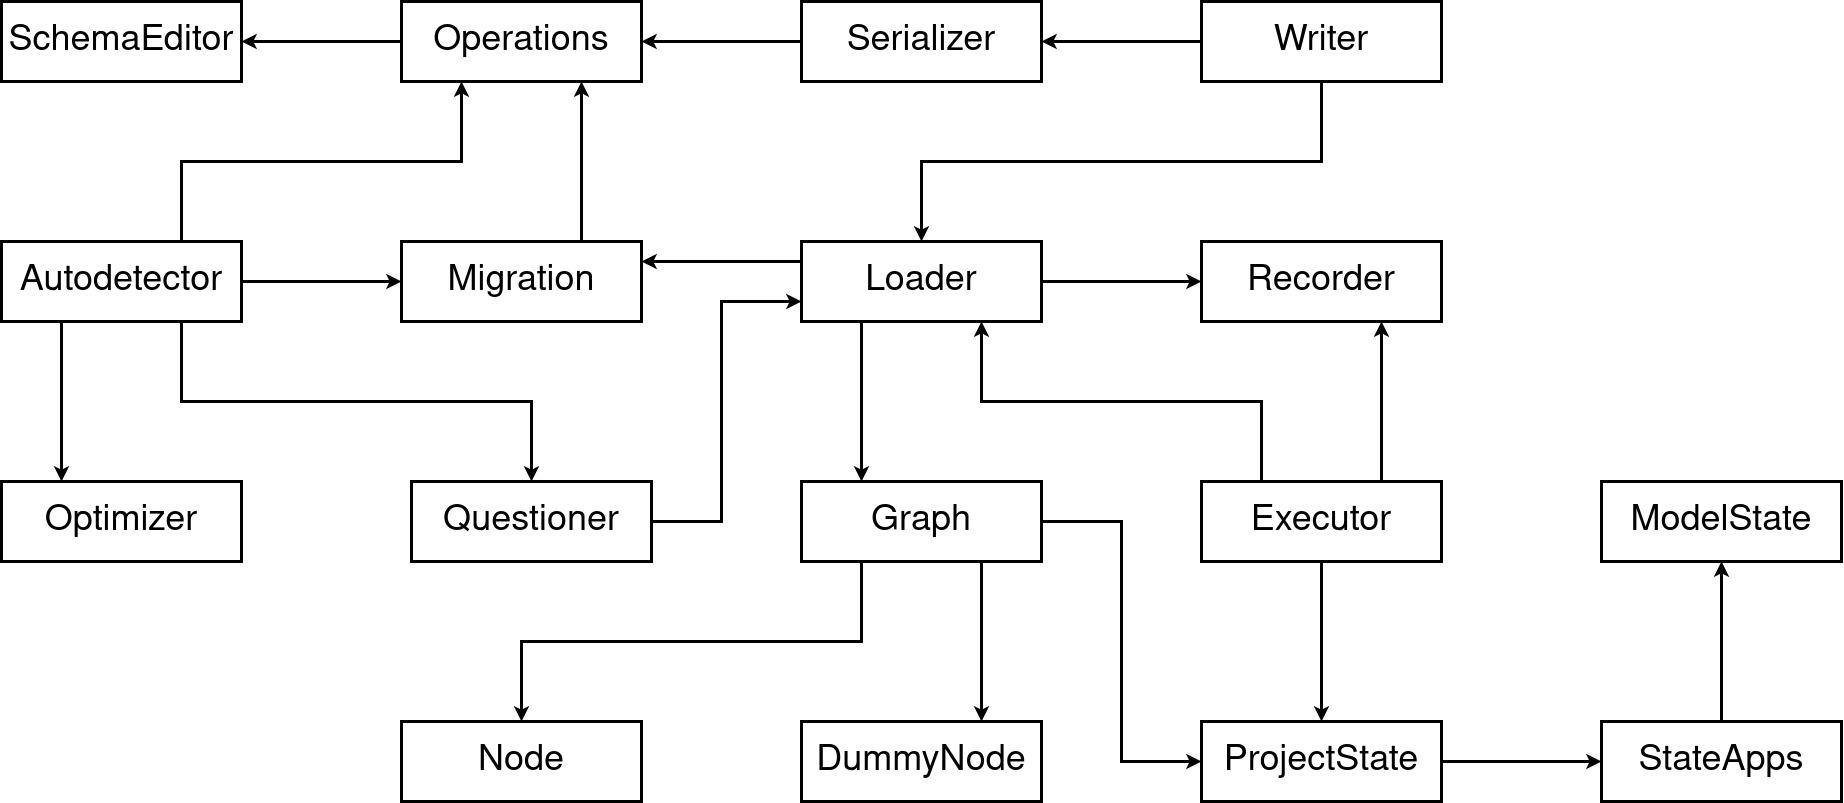 SchemaEditor
Operations
Serializer
Writer
Autodetector
Migration
Loader
Recorder
Optimizer
Questioner
Graph
Executor
ModelState
Node
DummyNode
ProjectState
StateApps